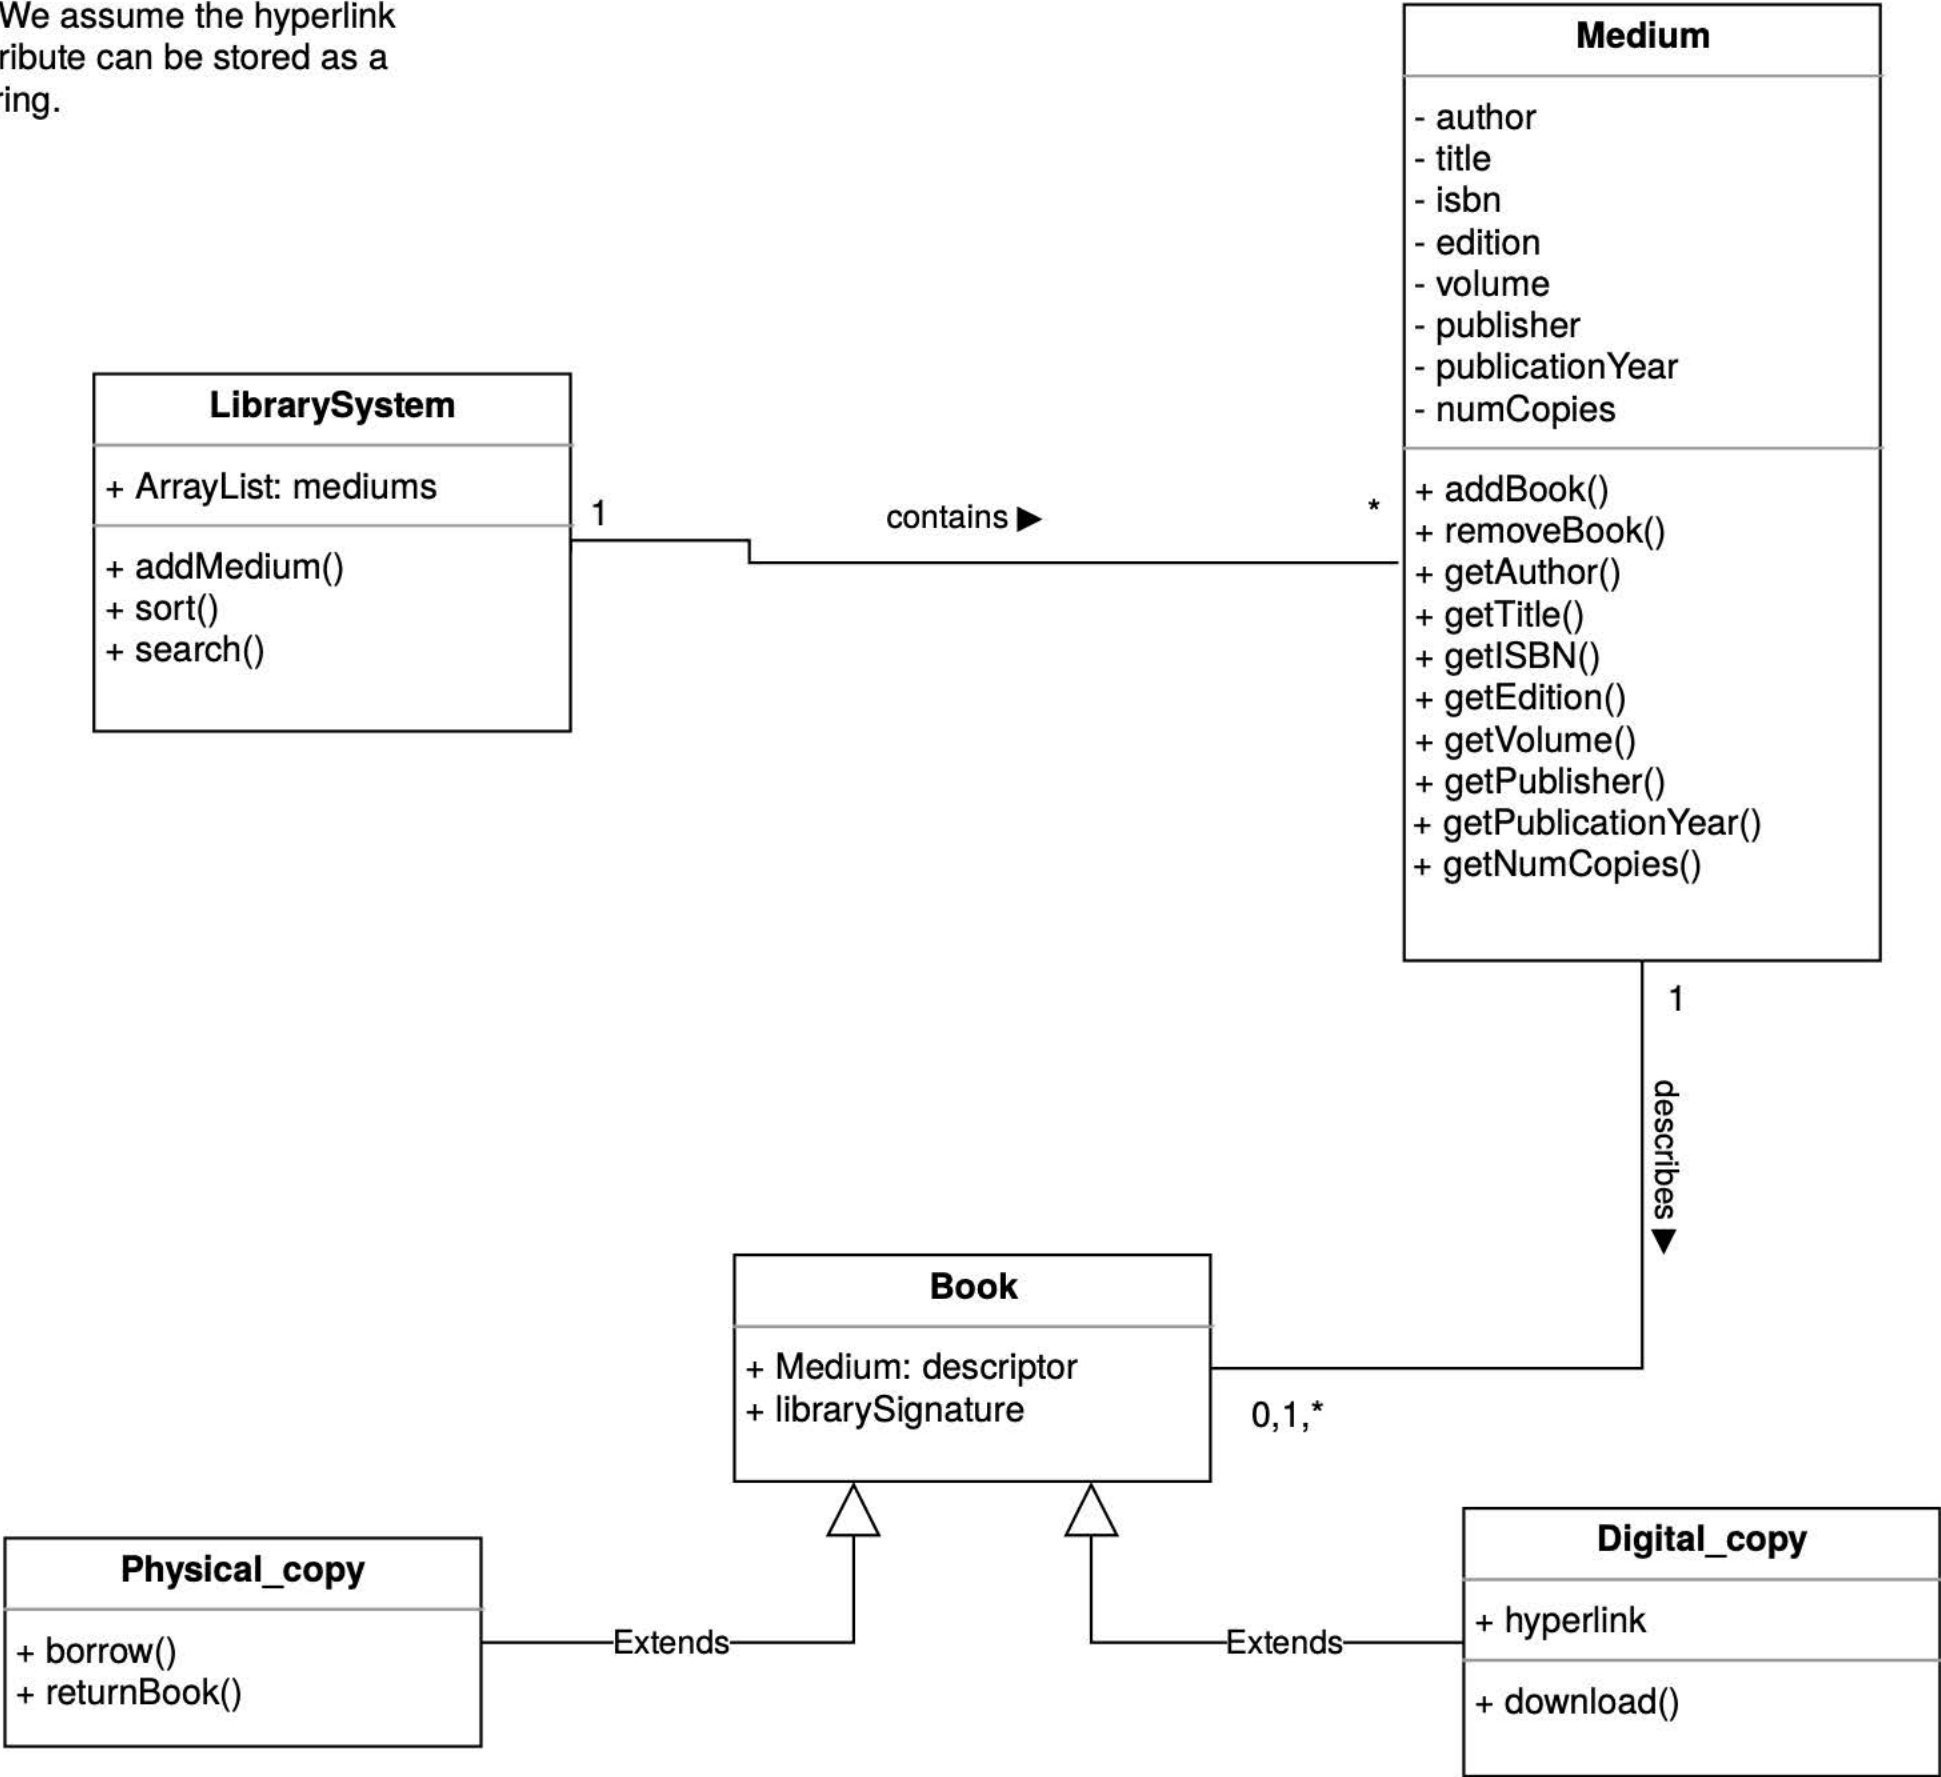 We assume the hyperlink
ribute can be stored as a
ring.
Medium
- author
- title
- isbn
- edition
- volume
- publisher
- publicationYear
- numCopies
+ addBook()
+ removeBook()
+ getAuthor()
+ getTitle()
+ getISBN()
+ getEdition()
+ getVolume()
+ getPublisher()
+ getPublicationYear()
+ getNumCopies()
LibrarySystem
+ ArrayList: mediums
+ addMedium()
+ sort()
+ search()
1
contains ▶
*
1
describes ▶
Book
+ Medium: descriptor
+ librarySignature
0,1,*
Physical_copy
+ borrow()
+ returnBook()
Extends
Extends
Digital_copy
+ hyperlink
+ download()